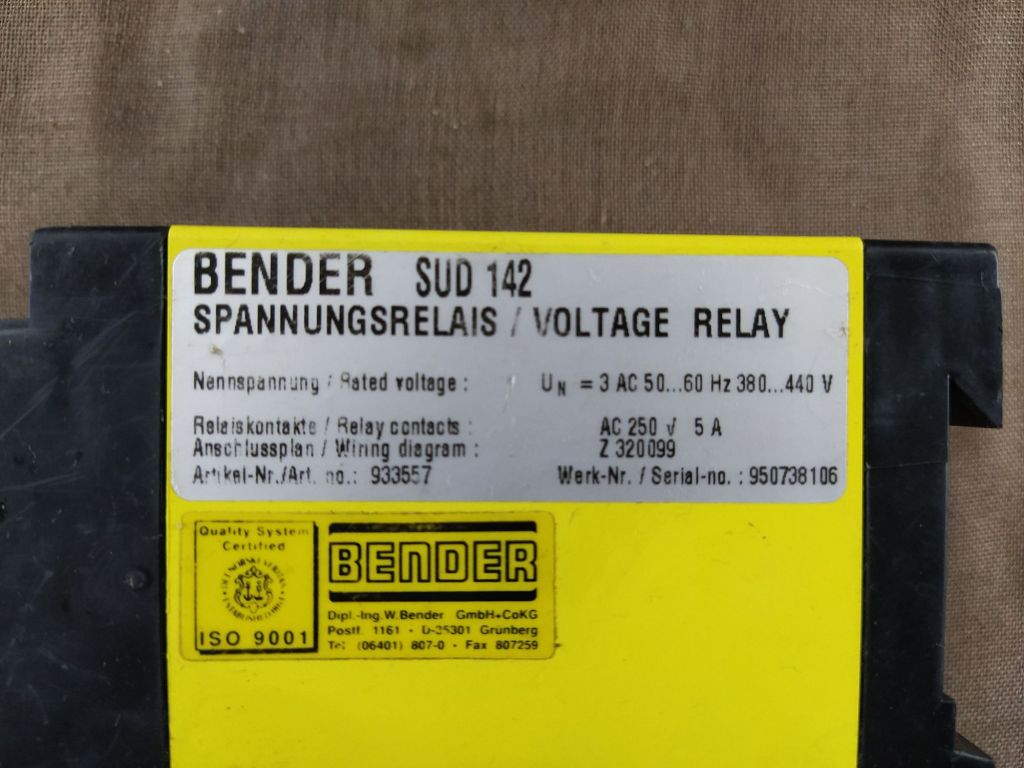 BENDER SUD 142
SPANNUNGSRELAIS / VOLTAGE RELAY
Nennspannung / Rated voltage : U N = 3 AC 50...60 Hz 380...440 V
Relaiskontakte / Relay contacts : AC 250 V 5 A
Anschlussplan / Wiring diagram : Z 320099
Artikel-Nr./Art. no.: 933557 Werk-Nr. / Serial-no. : 950738106
Quality System
Certified
ISO 9001
BENDER
Dipl.-Ing.W.Bender GmbH+CoKG
Postf. 1161 - D-35301 Grünberg
Tel (06401) 807-0 - Fax 807259